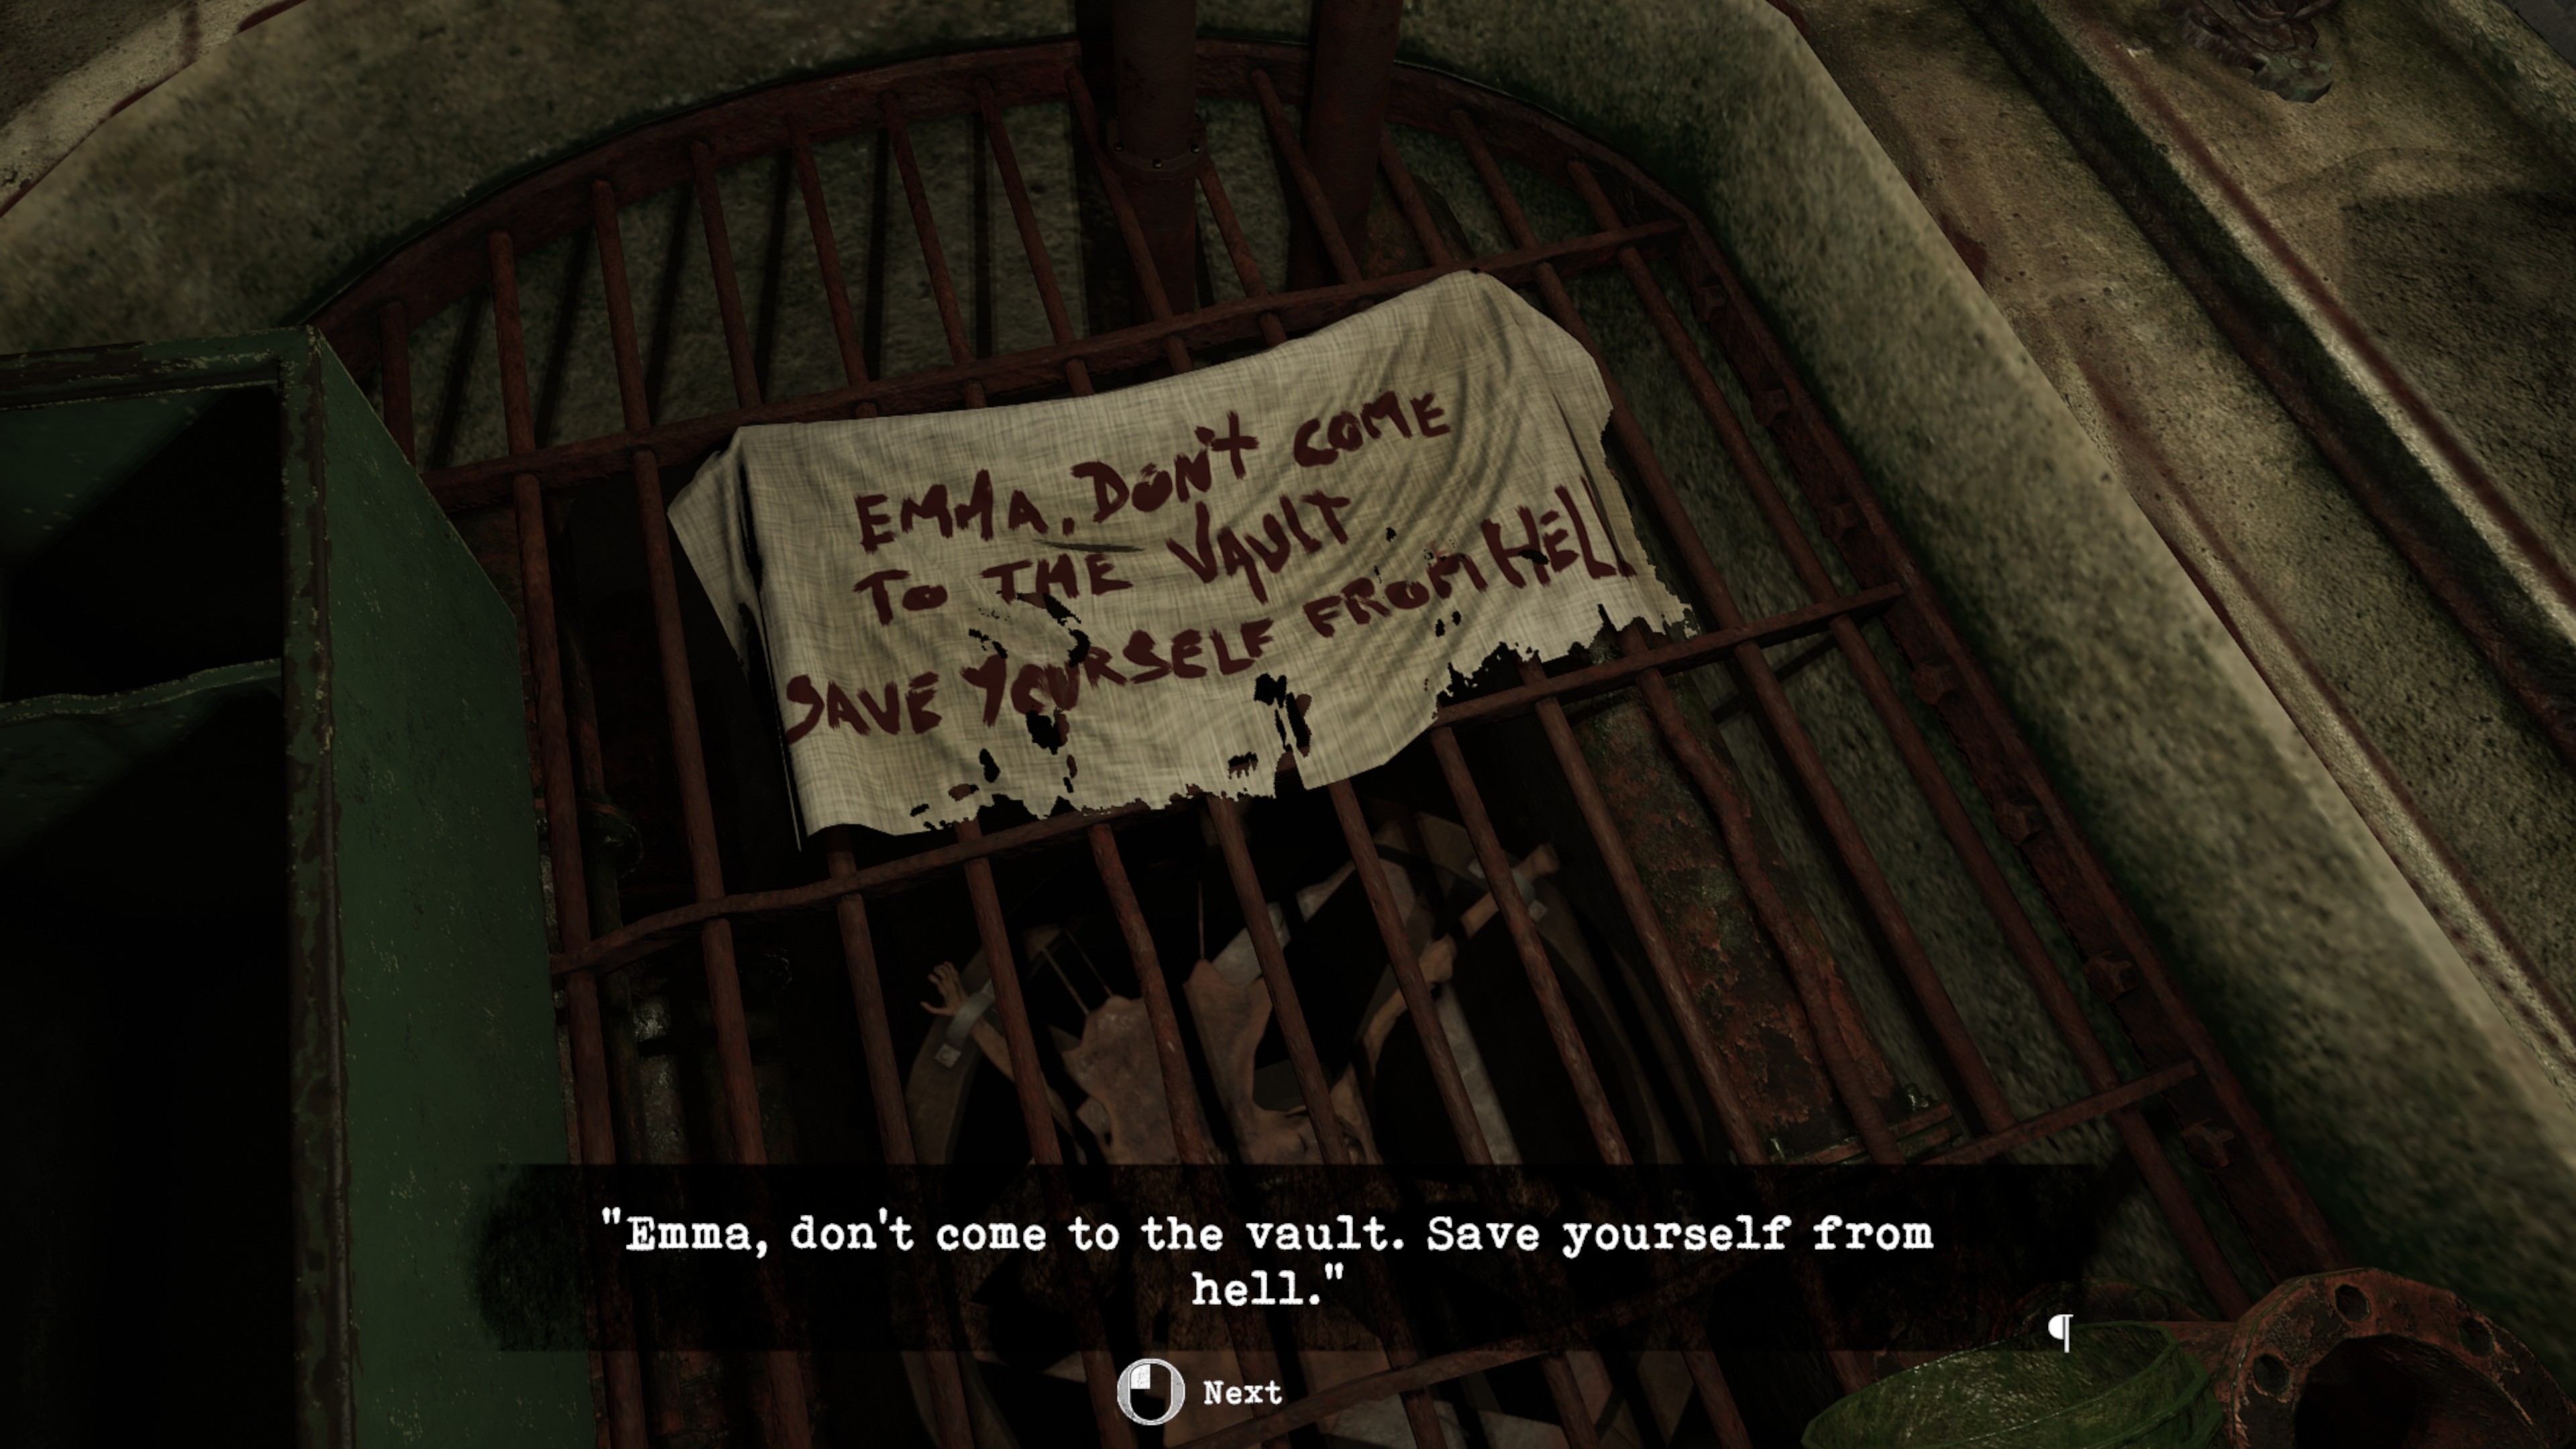 EMMA, DON'T COME
TO THE VAULT
SAVE YOURSELF FROM HELL
"Emma, don't come to the vault. Save yourself from
hell."
¶
Next